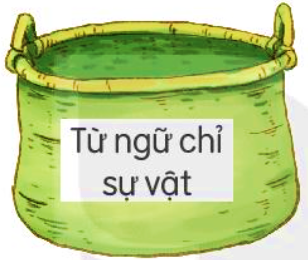 Từ ngữ chỉ
sự vật